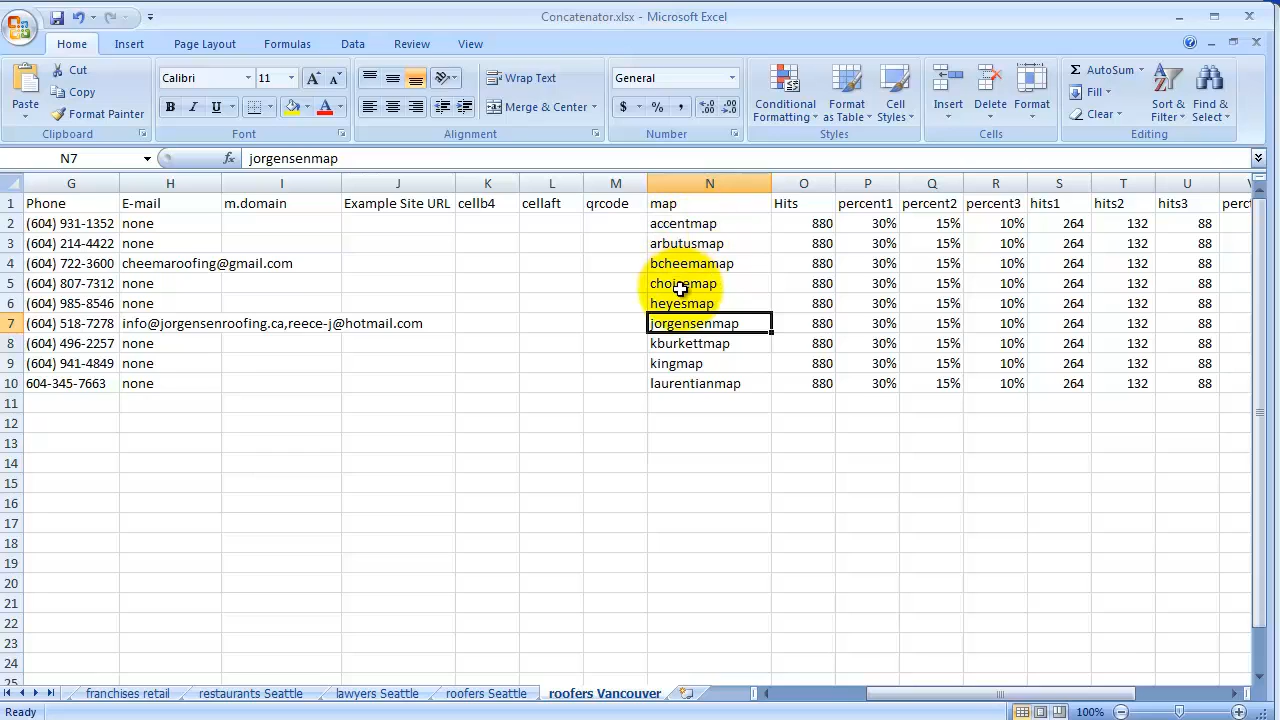 Concatenator.xlsx - Microsoft Excel
Home Insert Page Layout Formulas Data Review View
Paste Cut Copy Format Painter Clipboard
Calibri 11 B I U A A A Font
Wrap Text Merge & Center Alignment
General $ % , Number
Conditional Formatting Format as Table Cell Styles Styles
Insert Delete Format Cells
Σ AutoSum Fill Clear Sort & Filter Find & Select Editing
N7 fx jorgensenmap
G H I J K L M N O P Q R S T U V
1 Phone E-mail m.domain Example Site URL cellb4 cellaft qrcode map Hits percent1 percent2 percent3 hits1 hits2 hits3 perc
2 (604) 931-1352 none accentmap 880 30% 15% 10% 264 132 88
3 (604) 214-4422 none arbutusmap 880 30% 15% 10% 264 132 88
4 (604) 722-3600 cheemaroofing@gmail.com bcheemamap 880 30% 15% 10% 264 132 88
5 (604) 807-7312 none choicemap 880 30% 15% 10% 264 132 88
6 (604) 985-8546 none heyesmap 880 30% 15% 10% 264 132 88
7 (604) 518-7278 info@jorgensenroofing.ca,reece-j@hotmail.com jorgensenmap 880 30% 15% 10% 264 132 88
8 (604) 496-2257 none kburkettmap 880 30% 15% 10% 264 132 88
9 (604) 941-4849 none kingmap 880 30% 15% 10% 264 132 88
10 604-345-7663 none laurentianmap 880 30% 15% 10% 264 132 88
11
12
13
14
15
16
17
18
19
20
21
22
23
24
25
franchises retail restaurants Seattle lawyers Seattle roofers Seattle roofers Vancouver
Ready 100%